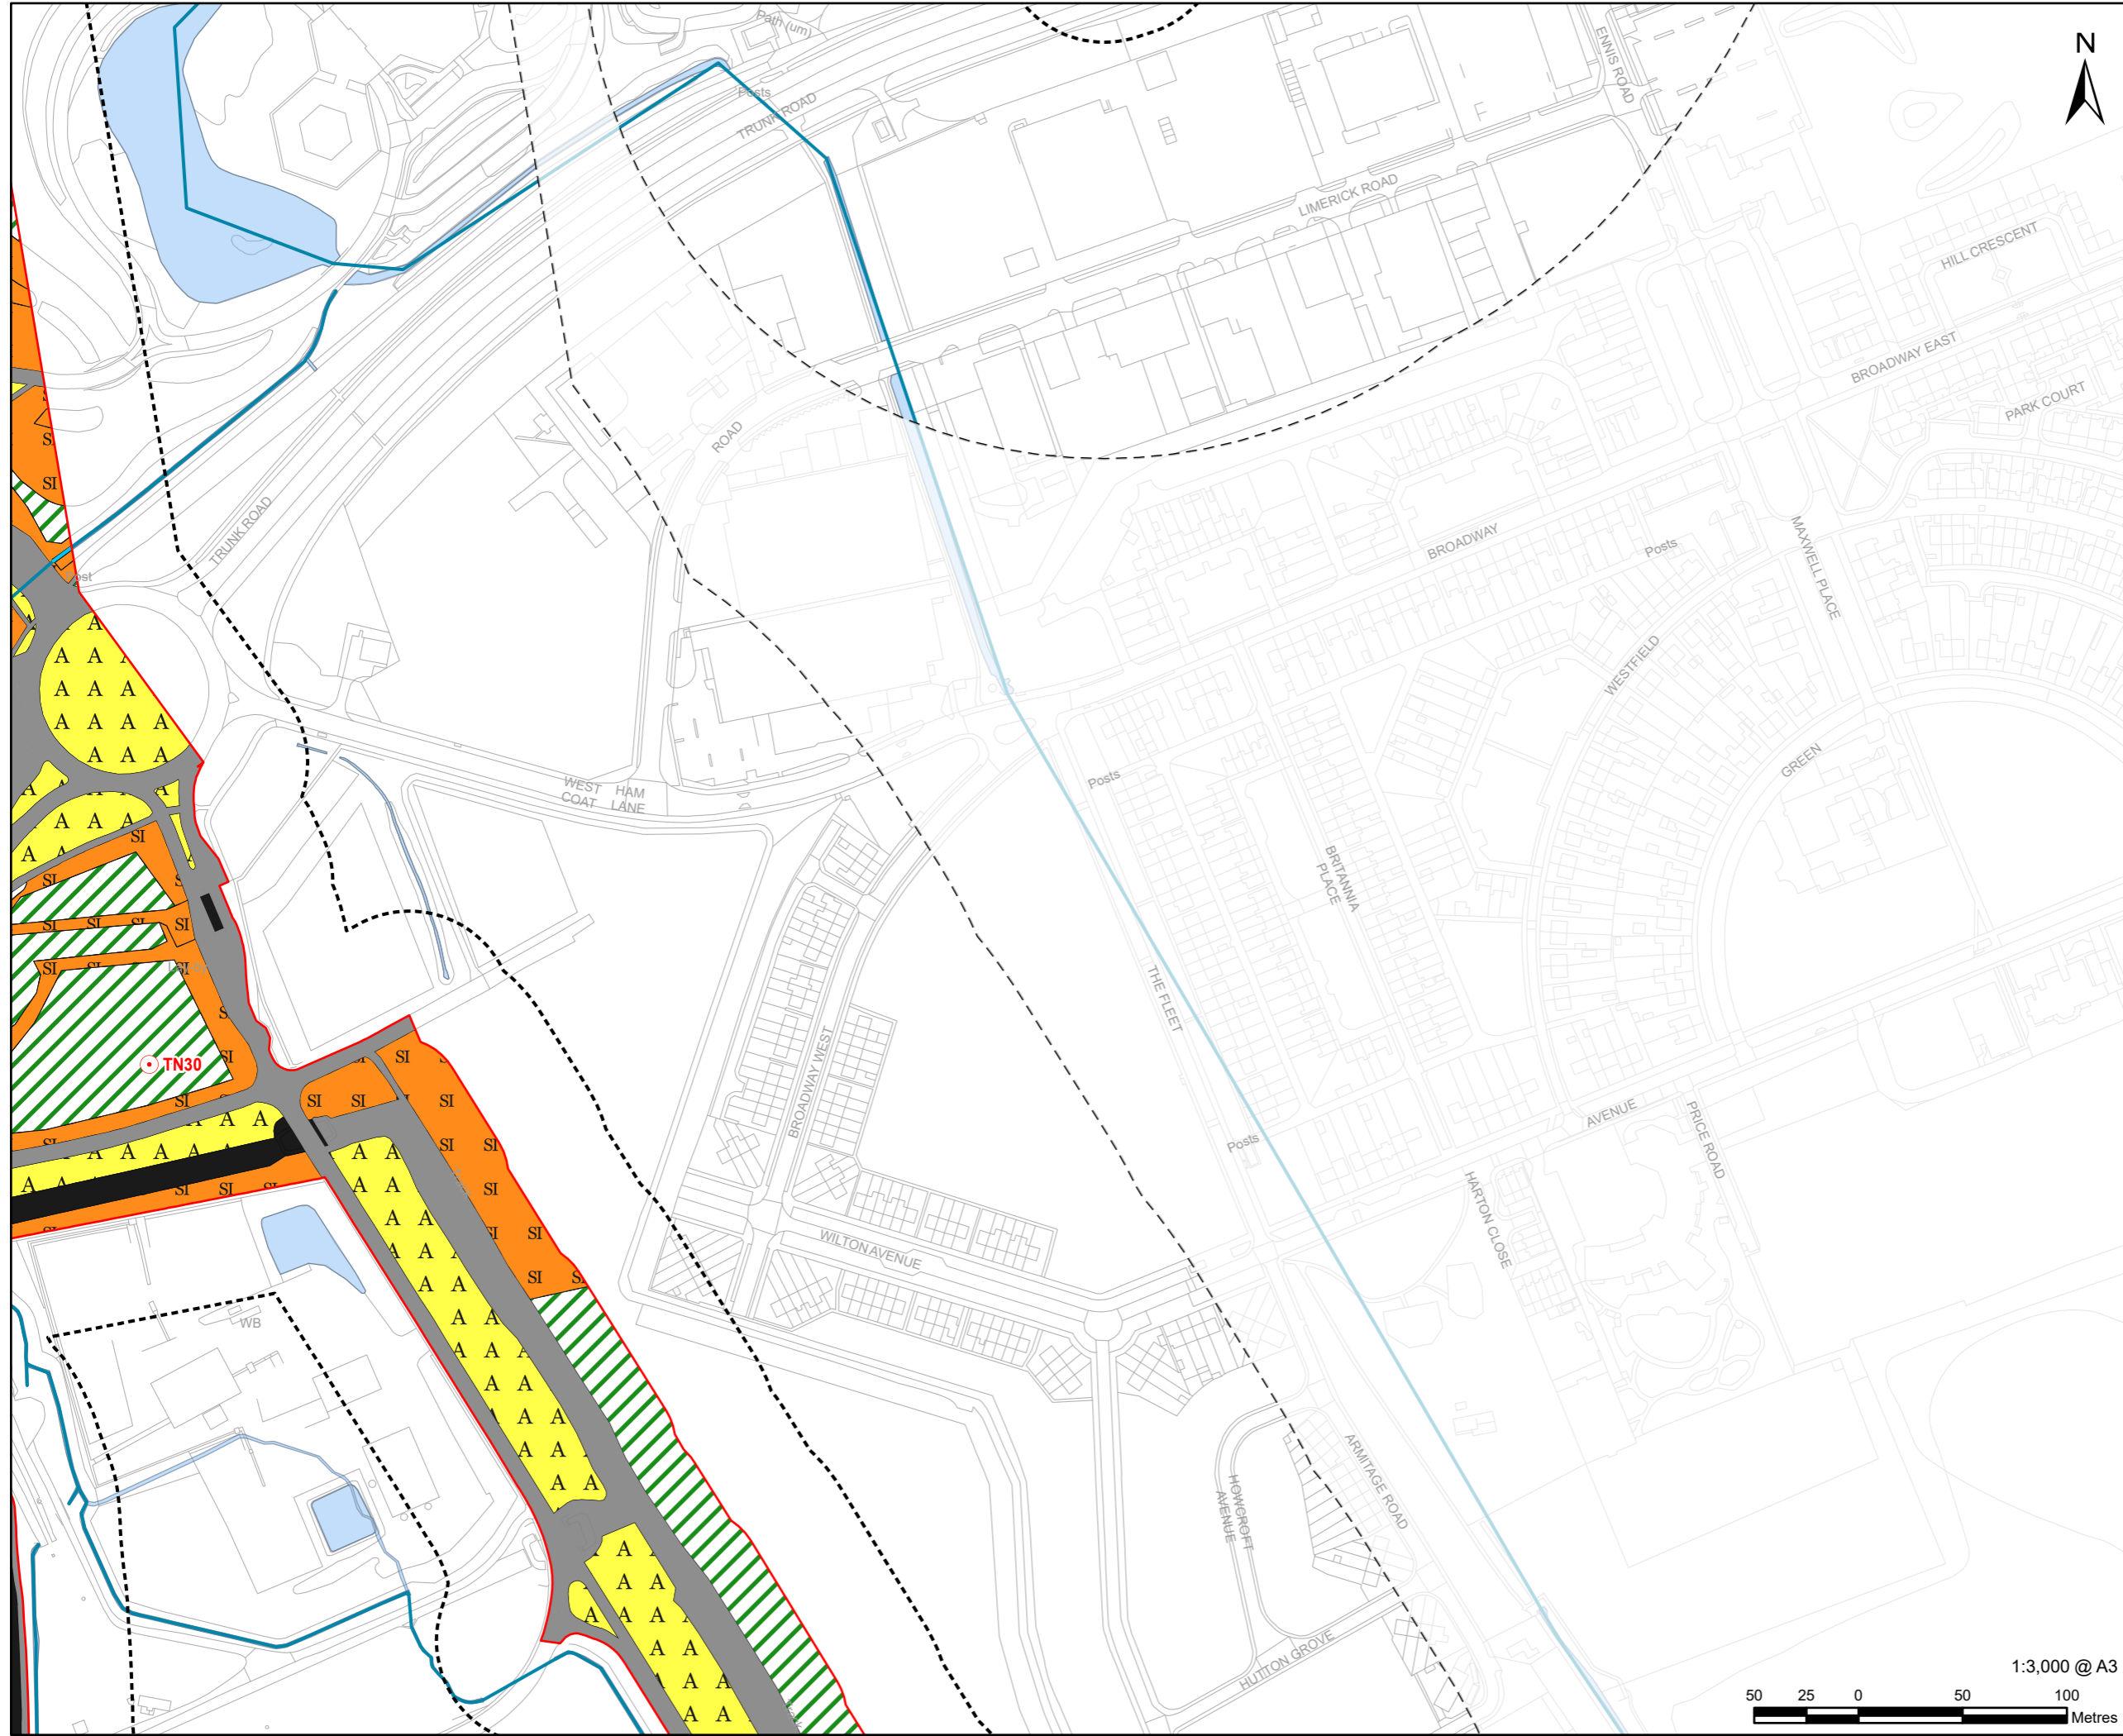 Path (um)
ENNIS ROAD
N
Posts
TRUNK ROAD
LIMERICK ROAD
HILL CRESCENT
BROADWAY EAST
PARK COURT
ROAD
TRUNK ROAD
BROADWAY
Posts
MAXWELL PLACE
WESTFIELD
GREEN
WEST HAM
COAT LANE
Posts
BRITANNIA
PLACE
THE FLEET
TN30
BROADWAY WEST
AVENUE
PRICE ROAD
Posts
HARTON CLOSE
WILTON AVENUE
WB
ARMITAGE ROAD
HOWCROFT
AVENUE
HUTTON GROVE
1:3,000 @ A3
50 25 0 50 100
Metres